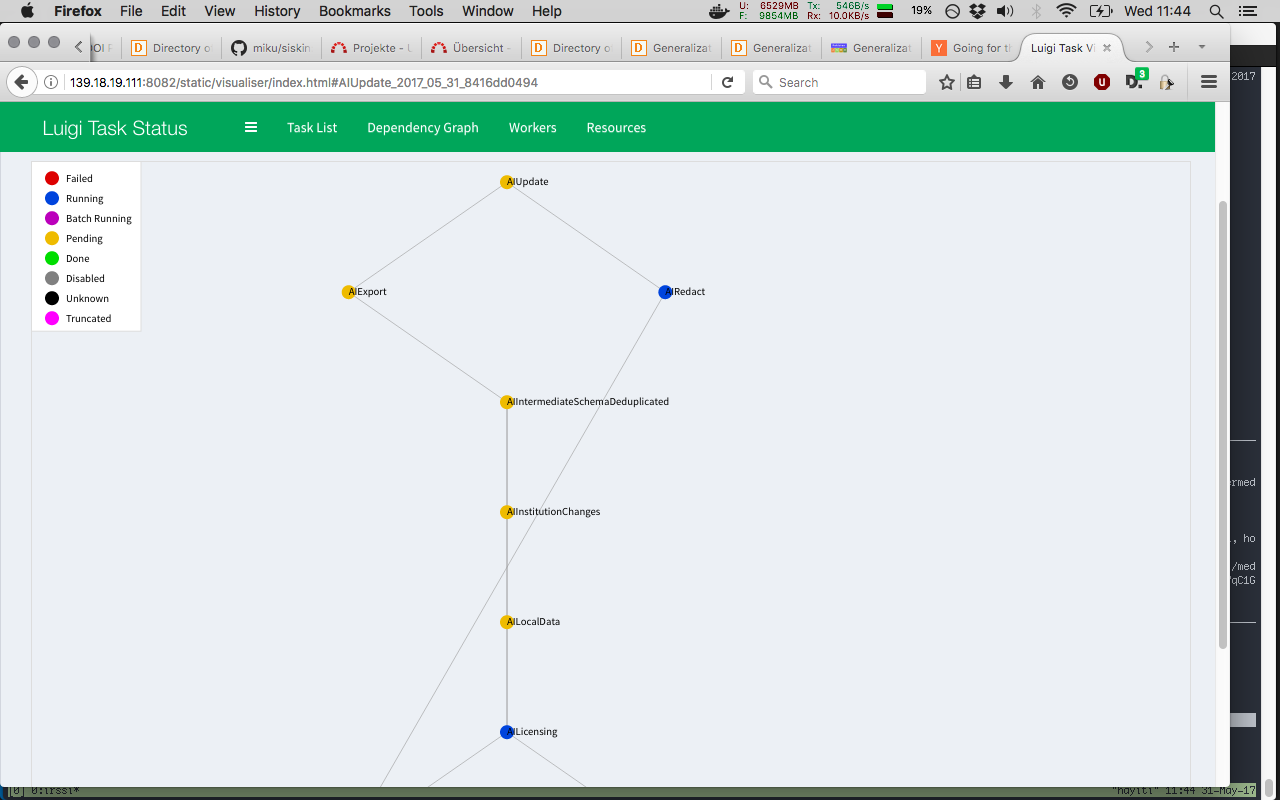 Firefox File Edit View History Bookmarks Tools Window Help
U: 6529MB Tx: 546B/s
F: 9854MB Rx: 10.0KB/s
19% Wed 11:44
Directory o miku/siskin Projekte - Übersicht - Directory of Generalizat Generalizat Generalizat Going for th Luigi Task Vi
139.18.19.111:8082/static/visualiser/index.html#AIUpdate_2017_05_31_8416dd0494
Search
3
2017
Luigi Task Status
Task List
Dependency Graph
Workers
Resources
Failed
Running
Batch Running
Pending
Done
Disabled
Unknown
Truncated
AIUpdate
AIExport
AIRedact
AIIntermediateSchemaDeduplicated
AIInstitutionChanges
AILocalData
AILicensing
ermed
, ho
/med
qC1G
[0] 0:irssi*
"hayiti" 11:44 31-May-17